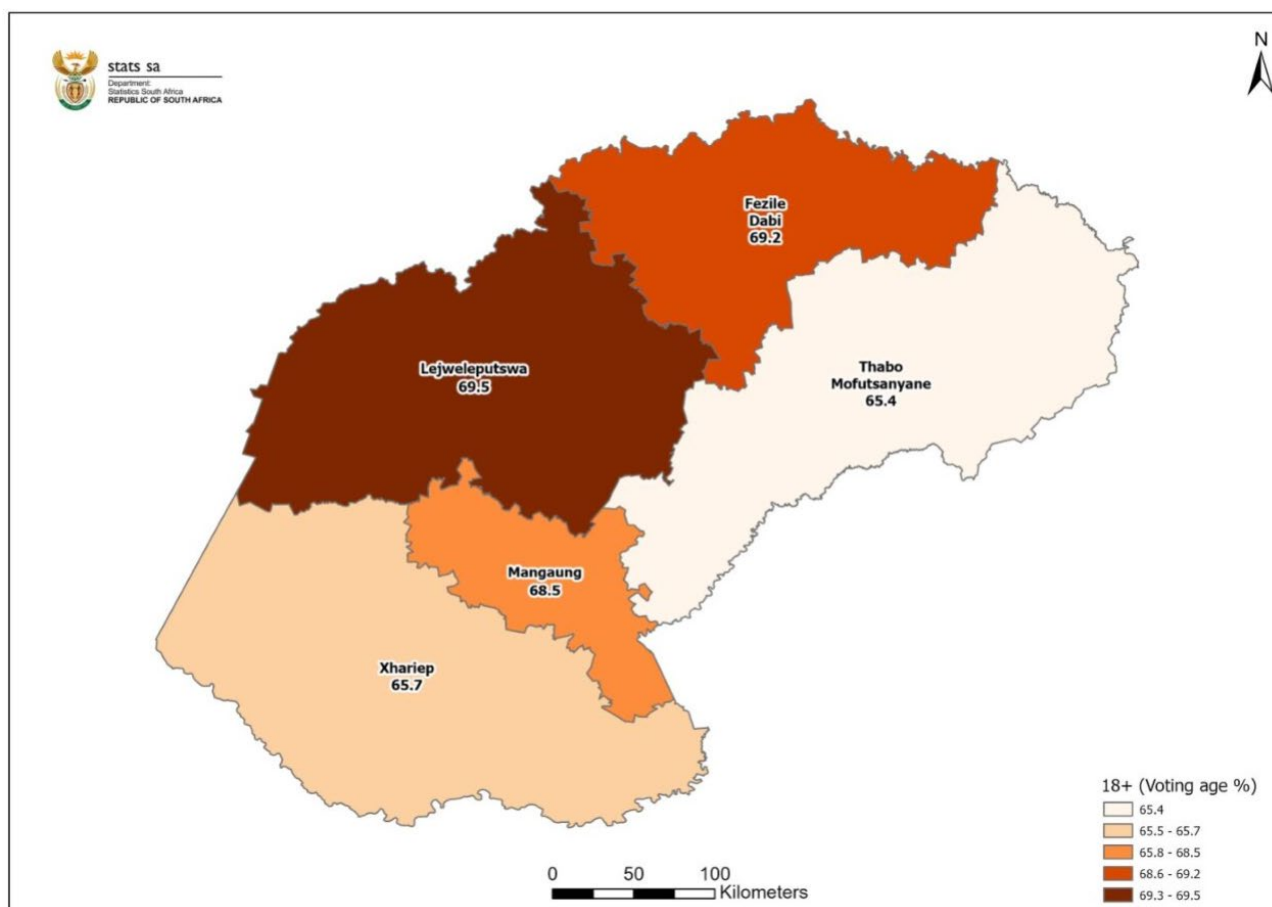 stats sa
Department:
Statistics South Africa
REPUBLIC OF SOUTH AFRICA
N
Fezile
Dabi
69.2
Lejweleputswa
69.5
Thabo
Mofutsanyane
65.4
Mangaung
68.5
Xhariep
65.7
18+ (Voting age %)
65.4
65.5 - 65.7
65.8 - 68.5
68.6 - 69.2
69.3 - 69.5
0 50 100
Kilometers